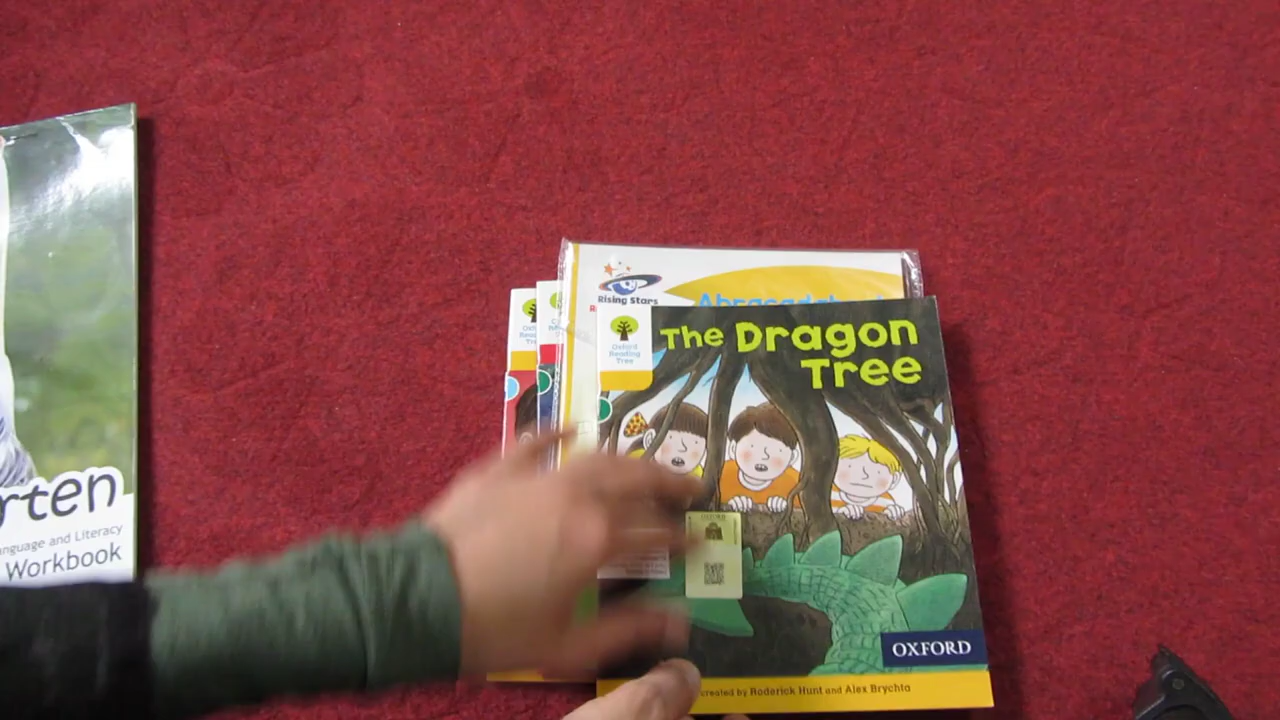 rten
anguage and Literacy
Workbook
Rising Stars
Oxford
Reading
Tree
The Dragon
Tree
OXFORD
created by Roderick Hunt and Alex Brychta